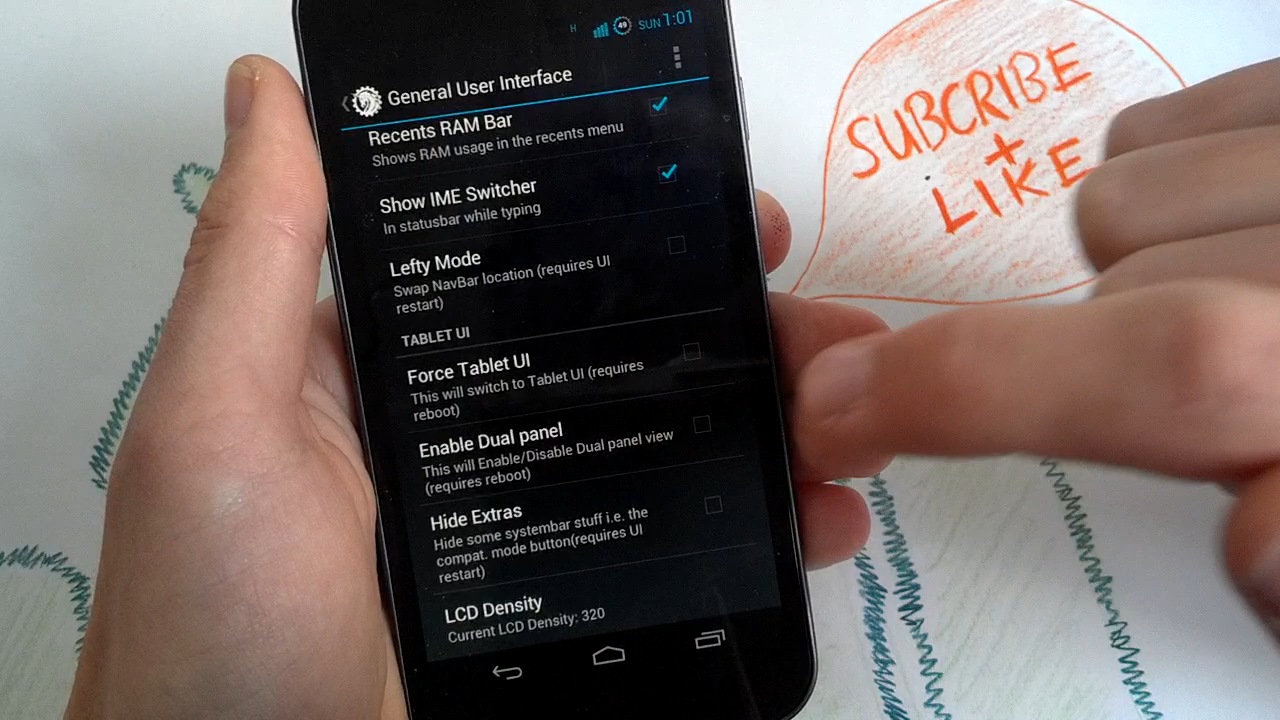 H 49 SUN 1:01
General User Interface
Recents RAM Bar
Shows RAM usage in the recents menu
Show IME Switcher
In statusbar while typing
Lefty Mode
Swap NavBar location (requires UI
restart)
TABLET UI
Force Tablet UI
This will switch to Tablet UI (requires
reboot)
Enable Dual panel
This will Enable/Disable Dual panel view
(requires reboot)
Hide Extras
Hide some systembar stuff i.e. the
compat. mode button(requires UI
restart)
LCD Density
Current LCD Density: 320
SUBCRIBE
+
LIKE